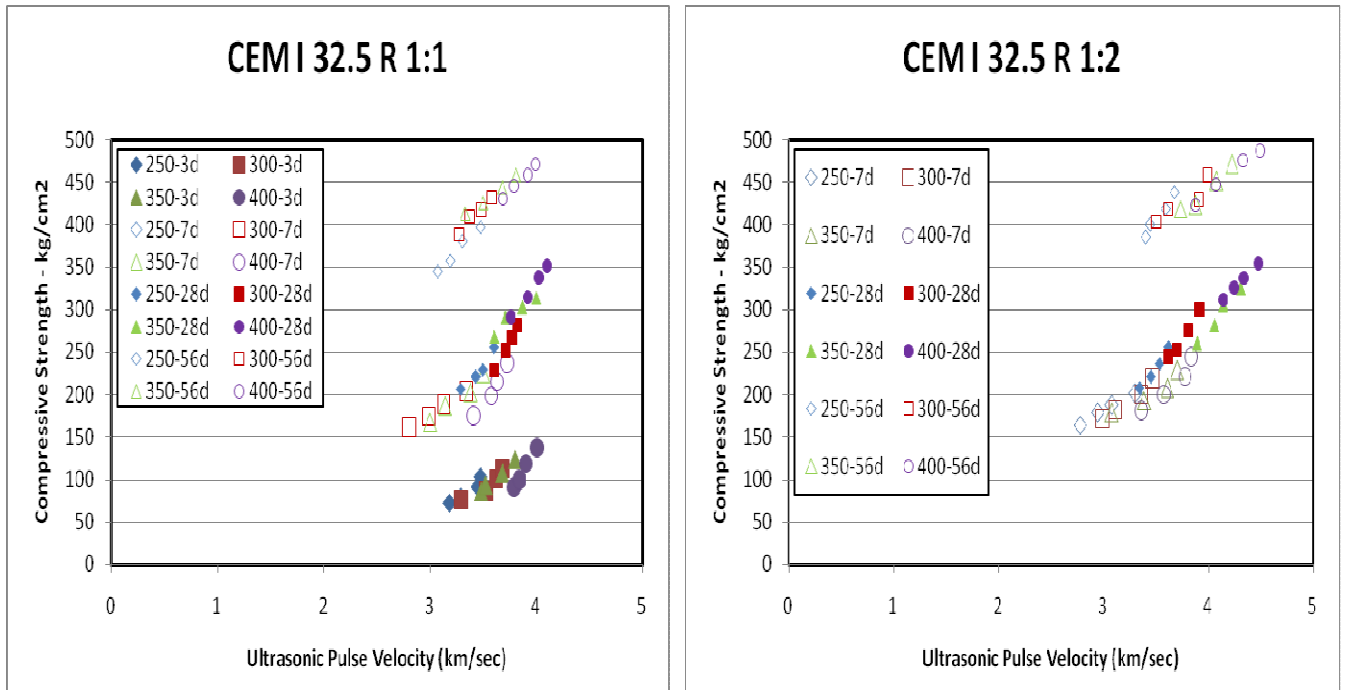 CEM I 32.5 R 1:1
Compressive Strength - kg/cm2
500
450
400
350
300
250
200
150
100
50
0
250-3d 300-3d
350-3d 400-3d
250-7d 300-7d
350-7d 400-7d
250-28d 300-28d
350-28d 400-28d
250-56d 300-56d
350-56d 400-56d
0 1 2 3 4 5
Ultrasonic Pulse Velocity (km/sec)
CEM I 32.5 R 1:2
Compressive Strength - kg/cm2
500
450
400
350
300
250
200
150
100
50
0
250-7d 300-7d
350-7d 400-7d
250-28d 300-28d
350-28d 400-28d
250-56d 300-56d
350-56d 400-56d
0 1 2 3 4 5
Ultrasonic Pulse Velocity (km/sec)